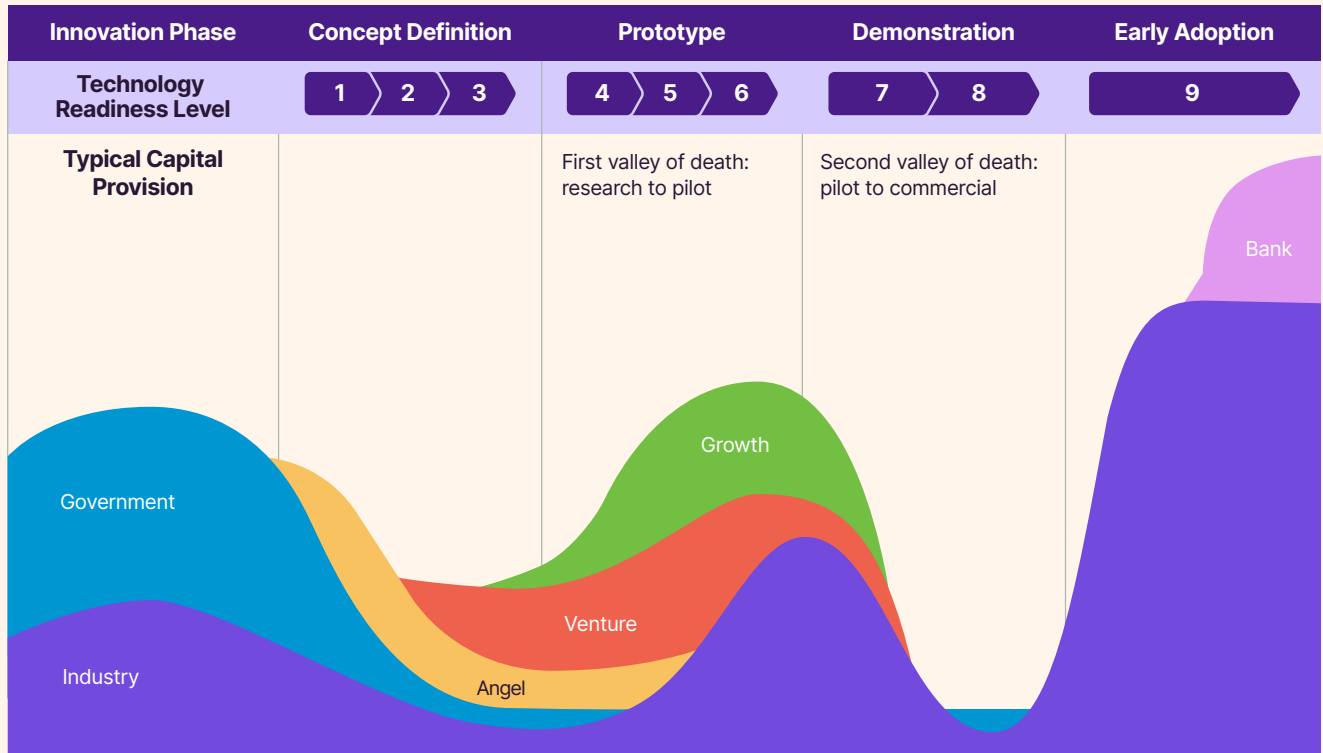 Innovation Phase
Concept Definition
Prototype
Demonstration
Early Adoption
Technology
Readiness Level
1
2
3
4
5
6
7
8
9
Typical Capital
Provision
First valley of death:
research to pilot
Second valley of death:
pilot to commercial
Bank
Growth
Government
Venture
Industry
Angel